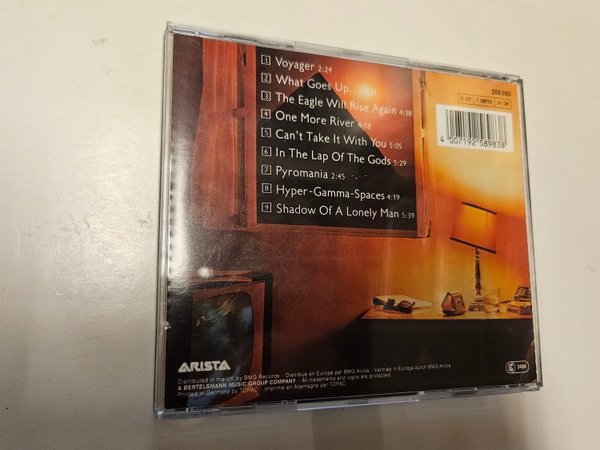 1 Voyager 2:24
2 What Goes Up...
3 The Eagle Will Rise Again 4:38
4 One More River 4:18
5 Can't Take It With You 5:05
6 In The Lap Of The Gods 5:29
7 Pyromania 2:45
8 Hyper-Gamma-Spaces 4:19
9 Shadow Of A Lonely Man 5:39
258 983
4 007192 589838
ARISTA
Distributed in the UK by BMG Records · Distribué en Europe par BMG Ariola · Vertrieb in Europa durch BMG Ariola.
A BERTELSMANN MUSIC GROUP COMPANY · All trademarks and logos are protected.
Printed in Germany by TOPAC · Imprimé en Allemagne par TOPAC